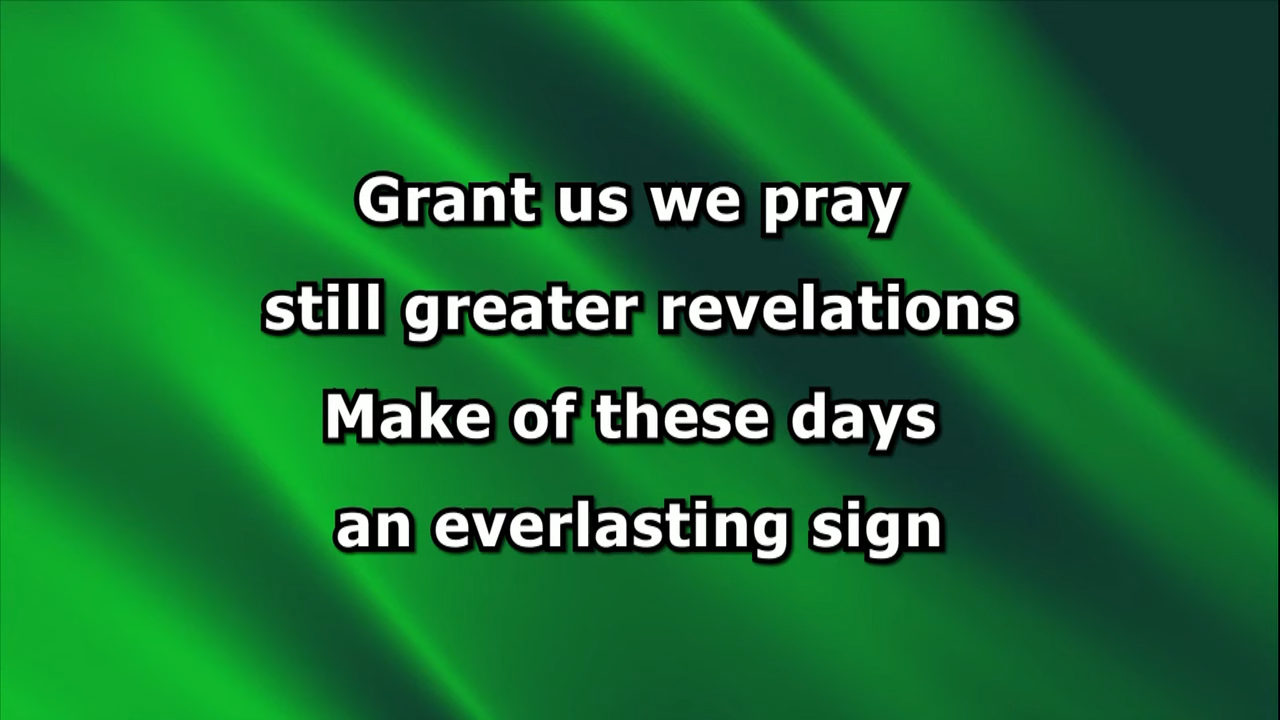 Grant us we pray
still greater revelations
Make of these days
an everlasting sign